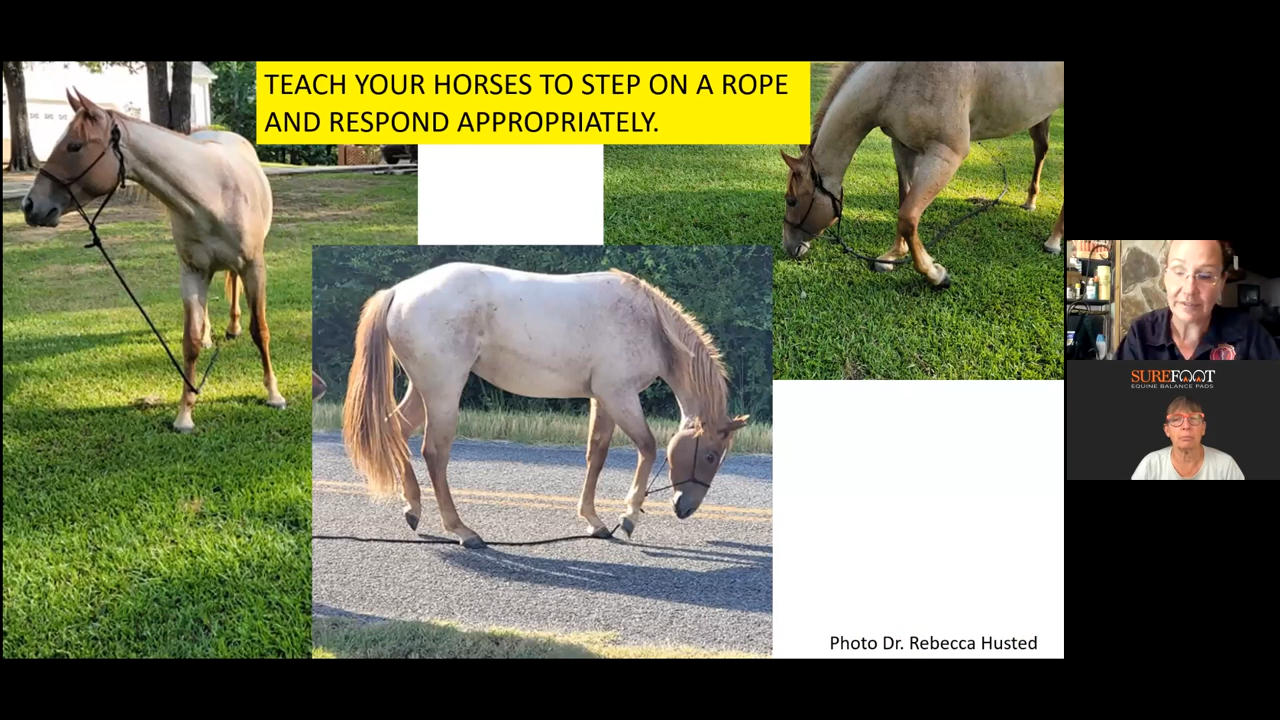 TEACH YOUR HORSES TO STEP ON A ROPE
AND RESPOND APPROPRIATELY.
SUREFOOT
EQUINE BALANCE PADS
Photo Dr. Rebecca Husted